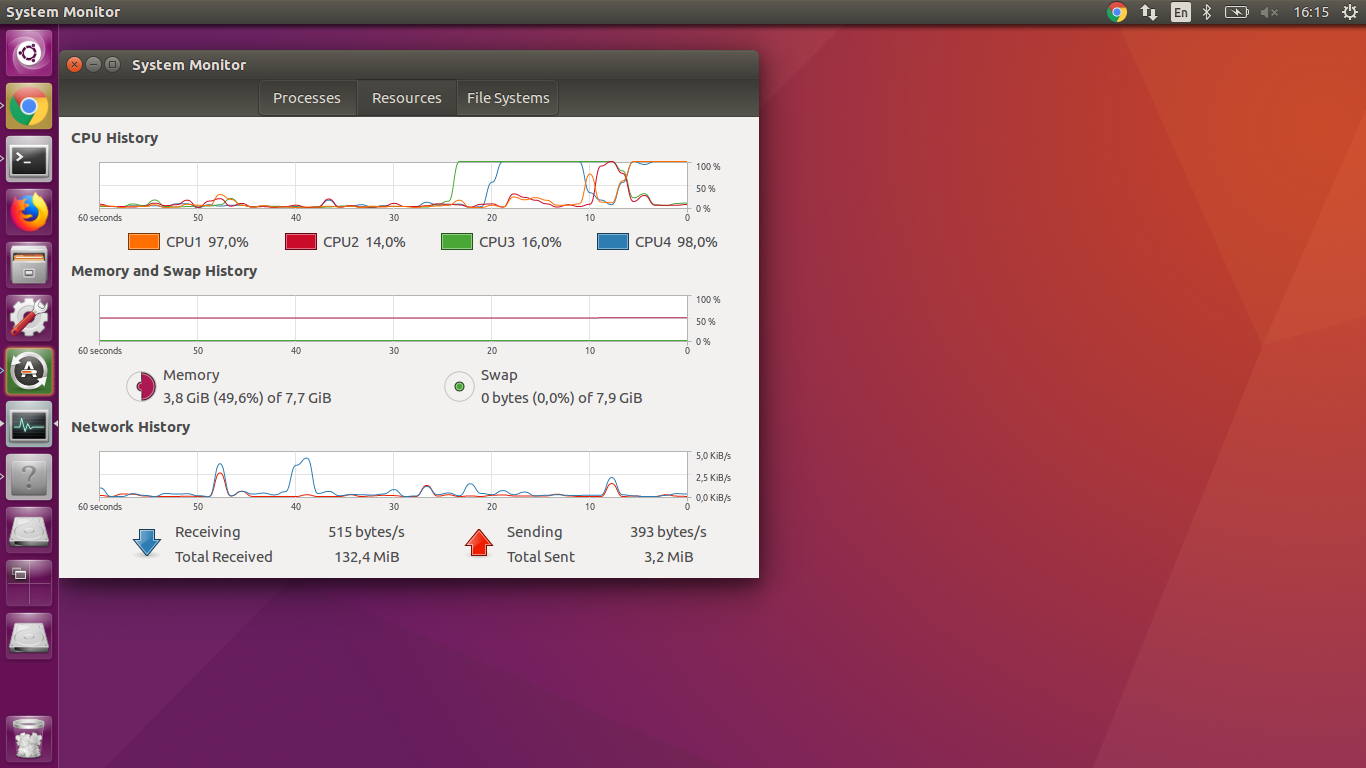 System Monitor
En
16:15
System Monitor
Processes Resources File Systems
CPU History
100 %
50 %
0 %
60 seconds 50 40 30 20 10 0
CPU1 97,0% CPU2 14,0% CPU3 16,0% CPU4 98,0%
Memory and Swap History
100 %
50 %
0 %
60 seconds 50 40 30 20 10 0
Memory
3,8 GiB (49,6%) of 7,7 GiB
Swap
0 bytes (0,0%) of 7,9 GiB
Network History
5,0 KiB/s
2,5 KiB/s
0,0 KiB/s
60 seconds 50 40 30 20 10 0
Receiving 515 bytes/s
Total Received 132,4 MiB
Sending 393 bytes/s
Total Sent 3,2 MiB